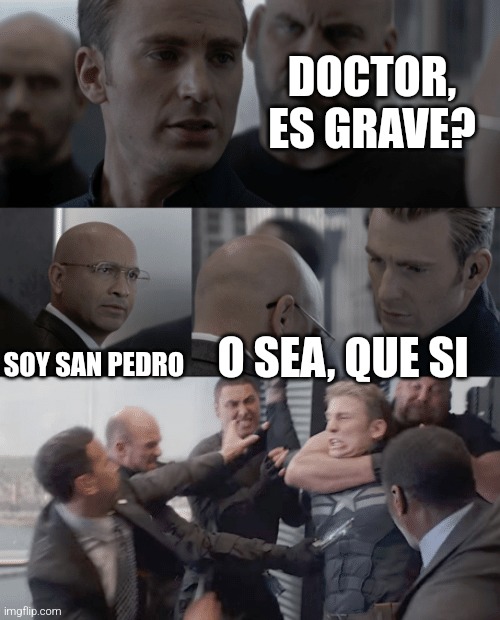 DOCTOR,
ES GRAVE?
SOY SAN PEDRO
O SEA, QUE SI
imgflip.com